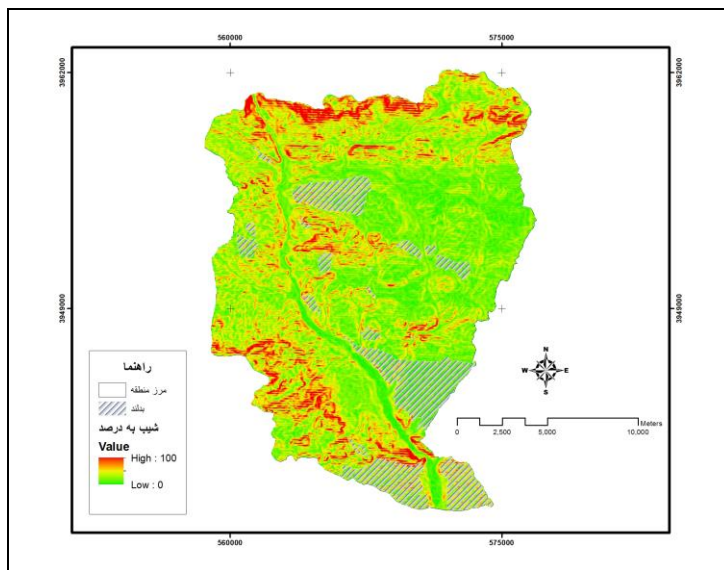 560000 575000
3962000 3962000
3949000 3949000
راهنما
مرز منطقه
بدلند
شیب به درصد
Value
High : 100
Low : 0
N
W E
S
Meters
0 2,500 5,000 10,000
560000 575000